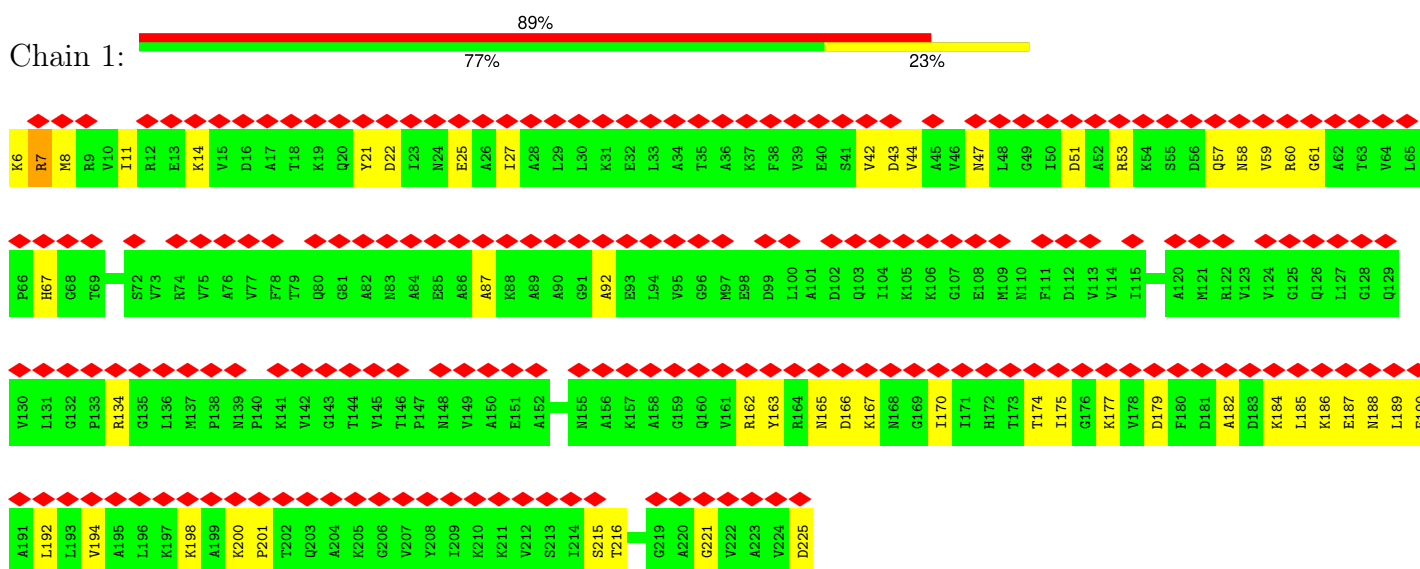 89%
Chain 1:
77% 23%
K6 R7 M8 R9 V10 I11 R12 E13 K14 V15 D16 A17 T18 K19 Q20 Y21 D22 I23 N24 E25 A26 I27 A28 L29 L30 K31 E32 L33 A34 T35 A36 K37 F38 V39 E40 S41 V42 D43 V44 A45 V46 N47 L48 G49 I50 D51 A52 R53 K54 S55 D56 Q57 N58 V59 R60 G61 A62 T63 V64 L65
P66 H67 G68 T69 S72 V73 R74 V75 A76 V77 F78 T79 Q80 G81 A82 N83 A84 E85 A86 A87 K88 A89 A90 G91 A92 E93 L94 V95 G96 M97 E98 D99 L100 A101 D102 Q103 I104 K105 K106 G107 E108 M109 N110 F111 D112 V113 V114 I115 A120 M121 R122 V123 V124 G125 Q126 L127 G128 Q129
V130 L131 G132 P133 R134 G135 L136 M137 P138 N139 P140 K141 V142 G143 T144 V145 T146 P147 N148 V149 A150 E151 A152 N155 A156 K157 A158 G159 Q160 V161 R162 Y163 R164 N165 D166 K167 N168 G169 I170 I171 H172 T173 T174 I175 G176 K177 V178 D179 F180 D181 A182 D183 K184 L185 K186 E187 N188 L189
A191 L192 L193 V194 A195 L196 K197 K198 A199 K200 P201 T202 Q203 A204 K205 G206 V207 Y208 I209 K210 K211 V212 S213 I214 S215 T216 G219 A220 G221 V222 A223 V224 D225